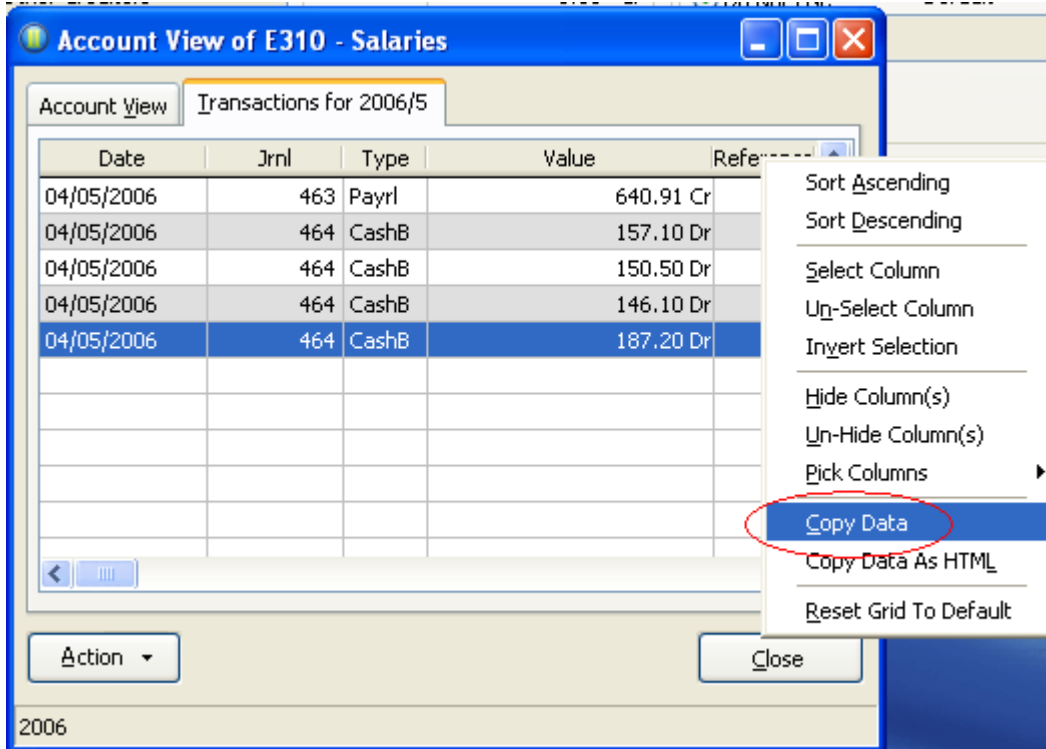 Account View of E310 - Salaries
Account View Transactions for 2006/5
Date Jrnl Type Value
04/05/2006 463 Payrl 640.91 Cr
04/05/2006 464 CashB 157.10 Dr
04/05/2006 464 CashB 150.50 Dr
04/05/2006 464 CashB 146.10 Dr
04/05/2006 464 CashB 187.20 Dr
Sort Ascending
Sort Descending
Select Column
Un-Select Column
Invert Selection
Hide Column(s)
Un-Hide Column(s)
Pick Columns
Copy Data
Copy Data As HTML
Reset Grid To Default
Action Close
2006